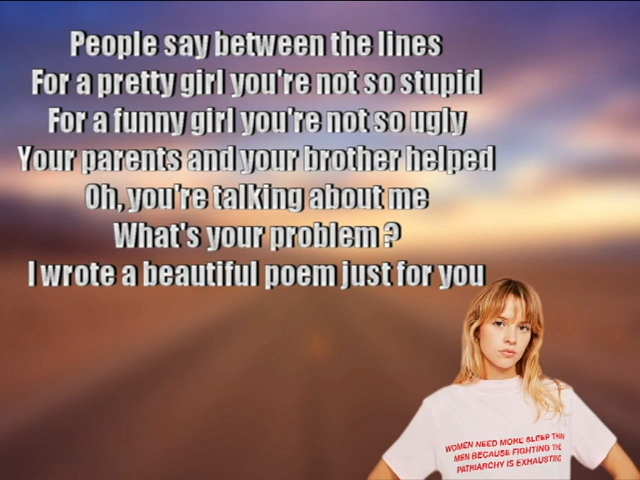 People say between the lines
For a pretty girl you're not so stupid
For a funny girl you're not so ugly
Your parents and your brother helped
Oh, you're talking about me
What's your problem ?
I wrote a beautiful poem just for you
WOMEN NEED MORE SLEEP THAN
MEN BECAUSE FIGHTING THE
PATRIARCHY IS EXHAUSTING